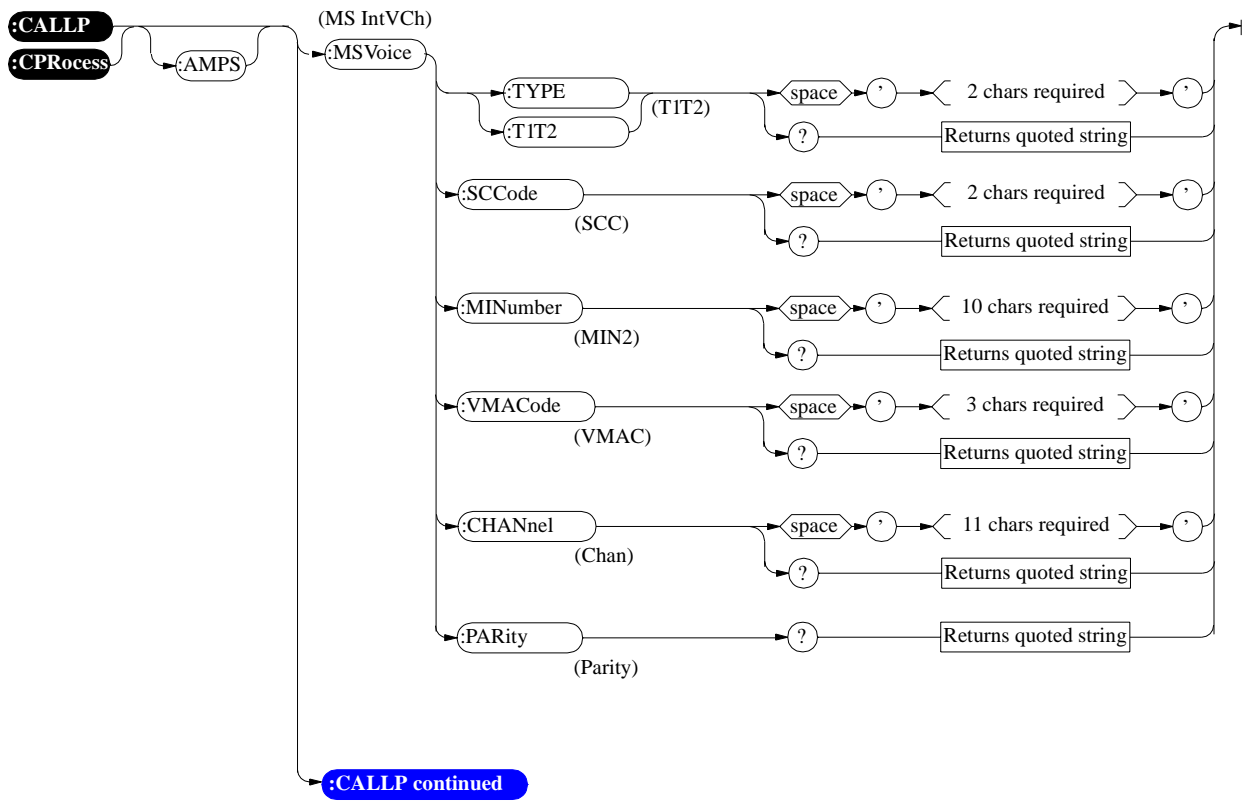 (MS IntVCh)
:CALLP
:CPRocess
:AMPS
:MSVoice
:TYPE
:T1T2
(T1T2)
space ’ 2 chars required ’
? Returns quoted string
:SCCode
(SCC)
space ’ 2 chars required ’
? Returns quoted string
:MINumber
(MIN2)
space ’ 10 chars required ’
? Returns quoted string
:VMACode
(VMAC)
space ’ 3 chars required ’
? Returns quoted string
:CHANnel
(Chan)
space ’ 11 chars required ’
? Returns quoted string
:PARity
(Parity)
? Returns quoted string
:CALLP continued